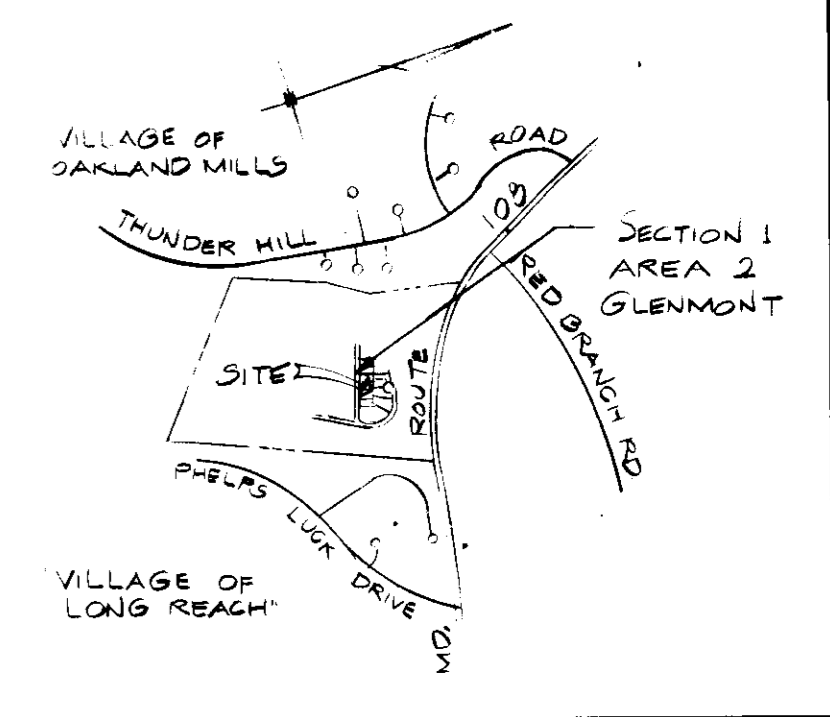 VILLAGE OF
OAKLAND MILLS
THUNDER HILL ROAD
SECTION 1
AREA 2
GLENMONT
RED BRANCH RD
SITE
MD. ROUTE 108
PHELPS LUCK DRIVE
"VILLAGE OF
LONG REACH"